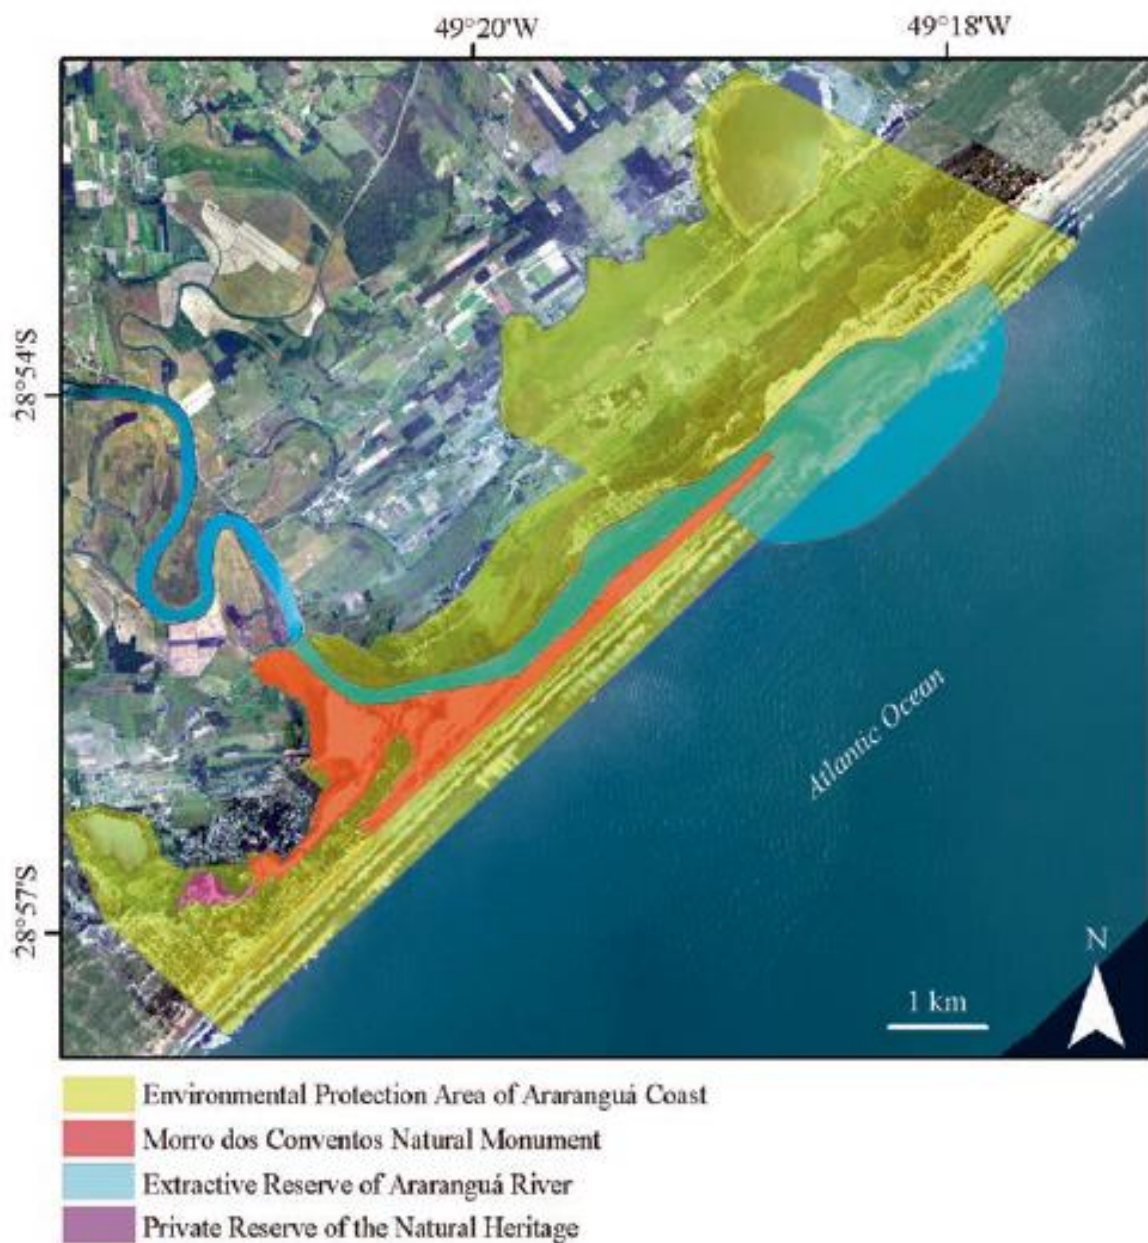 49°20'W
49°18'W
28°54'S
28°57'S
Atlantic Ocean
N
1 km
Environmental Protection Area of Araranguá Coast
Morro dos Conventos Natural Monument
Extractive Reserve of Araranguá River
Private Reserve of the Natural Heritage